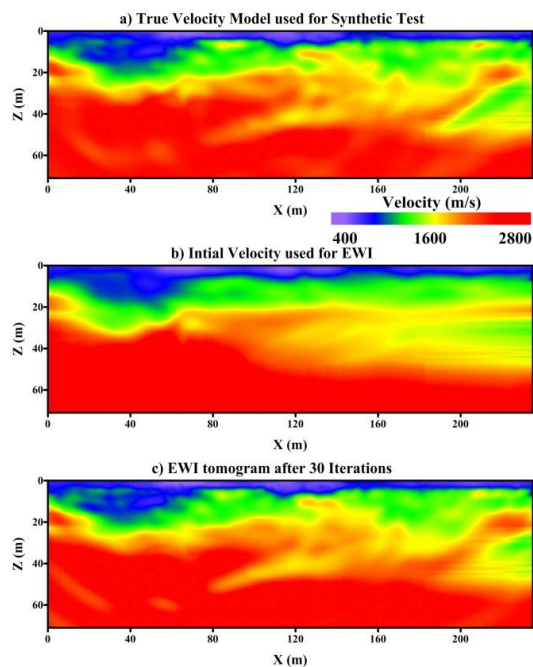 a) True Velocity Model used for Synthetic Test
0
20
40
60
Z (m)
0 40 80 120 160 200
X (m)
Velocity (m/s)
400 1600 2800
b) Intial Velocity used for EWI
0
20
40
60
Z (m)
0 40 80 120 160 200
X (m)
c) EWI tomogram after 30 Iterations
0
20
40
60
Z (m)
0 40 80 120 160 200
X (m)